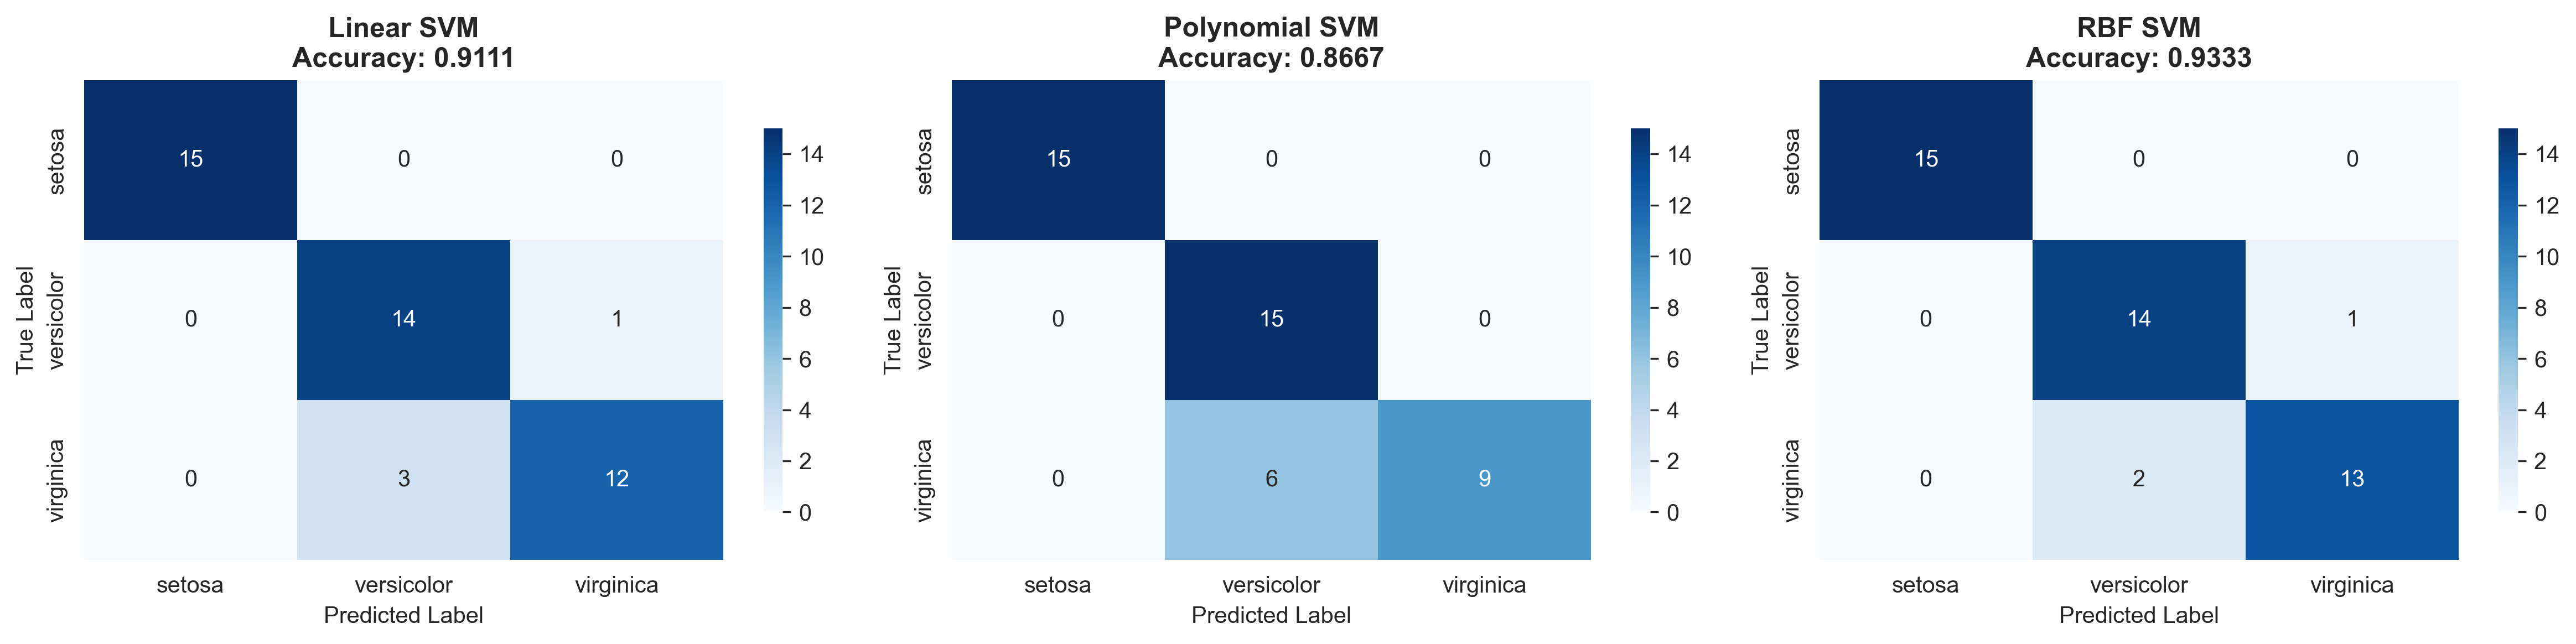 Linear SVM
Accuracy: 0.9111
setosa
versicolor
virginica
True Label
15 0 0
0 14 1
0 3 12
setosa versicolor virginica
Predicted Label
14
12
10
8
6
4
2
0
Polynomial SVM
Accuracy: 0.8667
setosa
versicolor
virginica
True Label
15 0 0
0 15 0
0 6 9
setosa versicolor virginica
Predicted Label
14
12
10
8
6
4
2
0
RBF SVM
Accuracy: 0.9333
setosa
versicolor
virginica
True Label
15 0 0
0 14 1
0 2 13
setosa versicolor virginica
Predicted Label
14
12
10
8
6
4
2
0